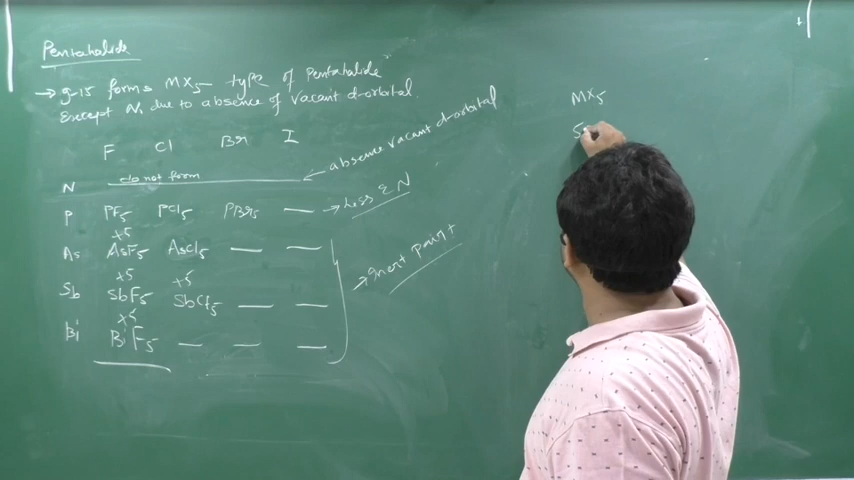 Pentahalide
→ g-15 forms MX5 type of Pentahalide
Except N, due to absence of vacant d-orbital.
F Cl Br I
N do not form ← absence vacant d-orbital
P PF5 PCl5 PBr5 — → Less EN
+5
As AsF5 AsCl5 — —
+5 +5
Sb SbF5 SbCl5 — — → Inert paint
+5
Bi BiF5 — — —
MX5